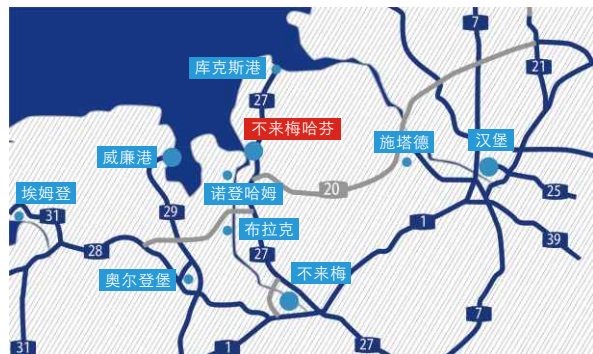 7
21
库克斯港
27
不来梅哈芬
施塔德
汉堡
威廉港
诺登哈姆
20
25
埃姆登
31
29
布拉克
1
39
28
27
奥尔登堡
不来梅
7
31
1
27